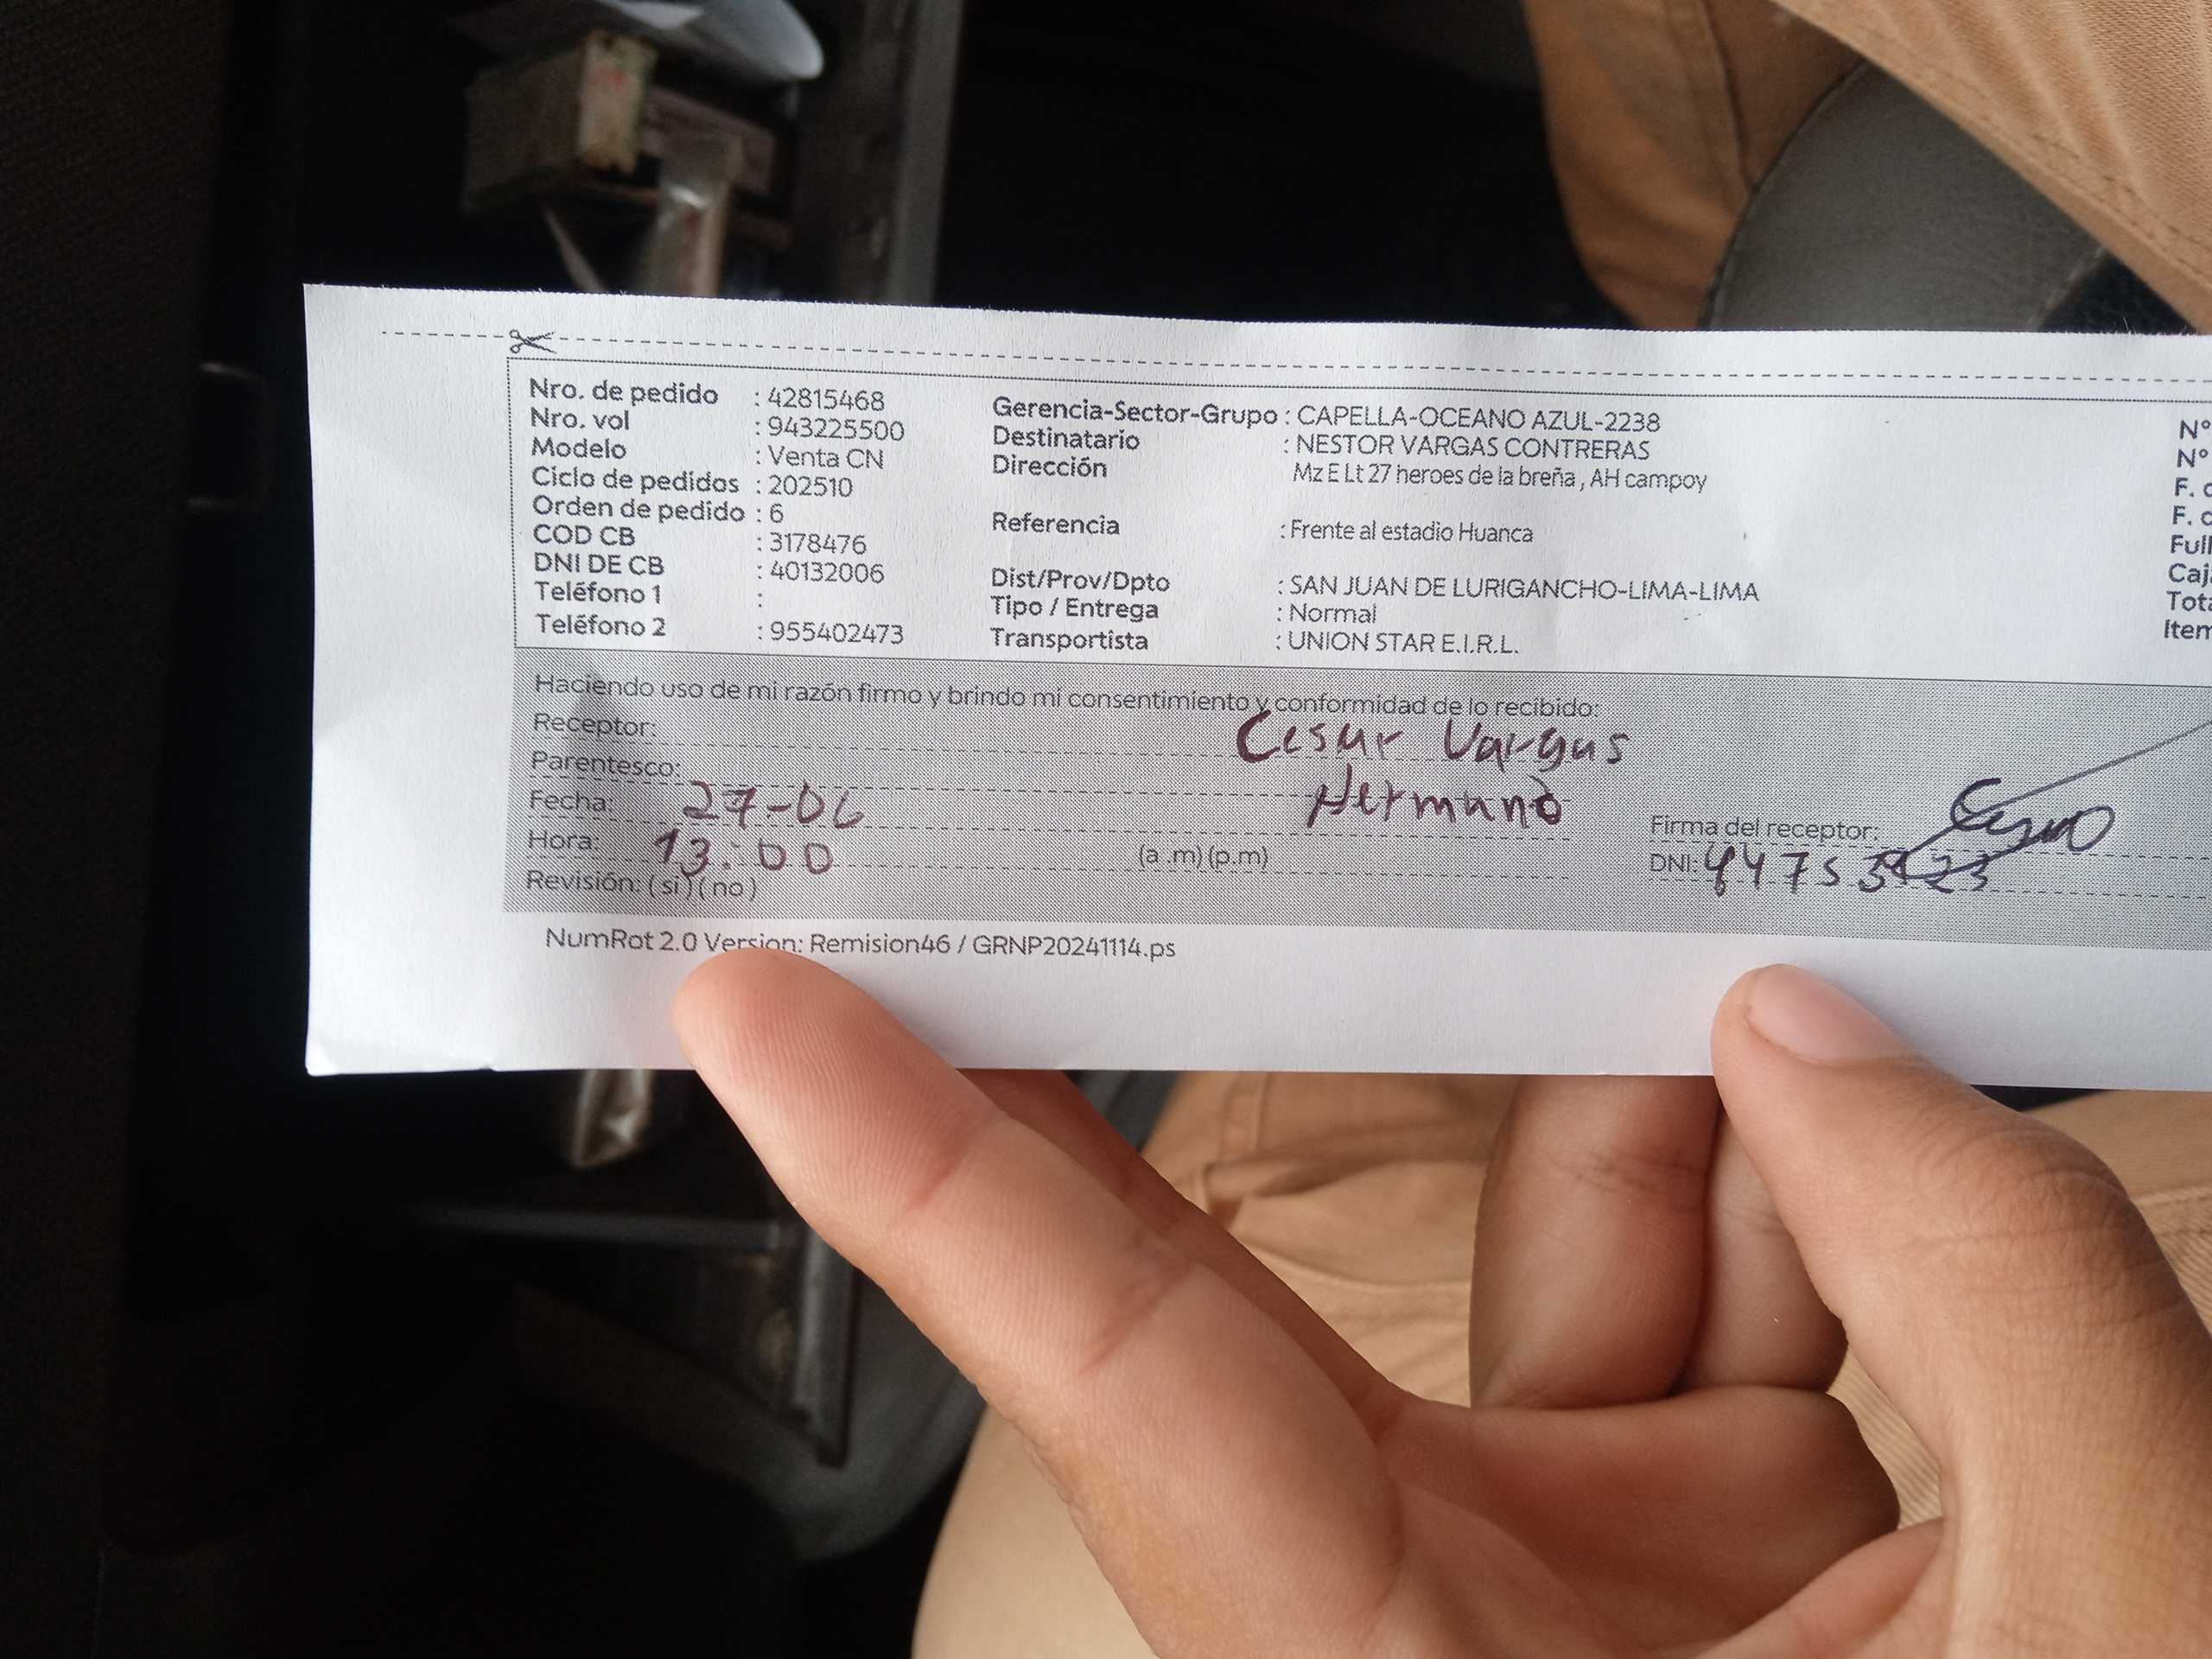 Nro. de pedido : 42815468
Nro. vol : 943225500
Modelo : Venta CN
Ciclo de pedidos : 202510
Orden de pedido : 6
COD CB : 3178476
DNI DE CB : 40132006
Teléfono 1 :
Teléfono 2 : 955402473
Gerencia-Sector-Grupo : CAPELLA-OCEANO AZUL-2238
Destinatario : NESTOR VARGAS CONTRERAS
Dirección Mz E Lt 27 heroes de la breña , AH campoy
Referencia : Frente al estadio Huanca
Dist/Prov/Dpto : SAN JUAN DE LURIGANCHO-LIMA-LIMA
Tipo / Entrega : Normal
Transportista : UNION STAR E.I.R.L.
N°
N°
F.
F.
Haciendo uso de mi razón firmo y brindo mi consentimiento y conformidad de lo recibido:
Receptor: Cesar Vargas
Parentesco: Hermano
Fecha: 27-06
Hora: 13:00 (a .m) (p.m)
Revisión: (si) (no)
Firma del receptor:
DNI:
NumRot 2.0 Version: Remision46 / GRNP20241114.ps